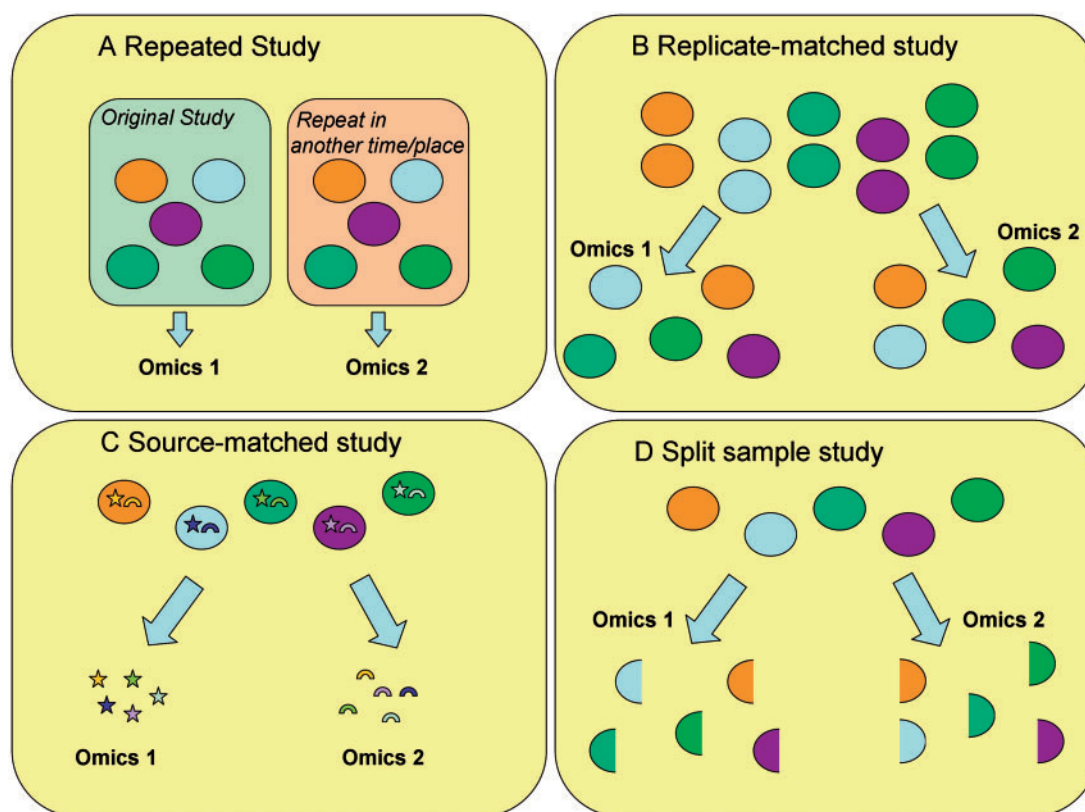 A Repeated Study
Original Study
Repeat in
another time/place
Omics 1
Omics 2
B Replicate-matched study
Omics 1
Omics 2
C Source-matched study
Omics 1
Omics 2
D Split sample study
Omics 1
Omics 2